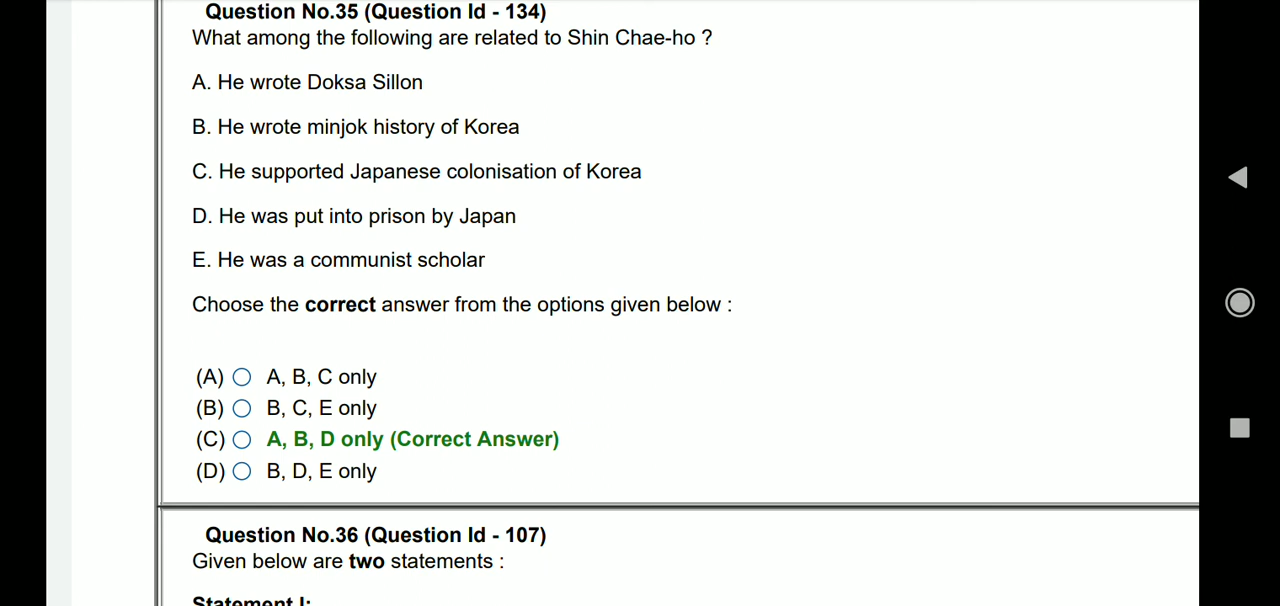 Question No.35 (Question Id - 134)
What among the following are related to Shin Chae-ho ?
A. He wrote Doksa Sillon
B. He wrote minjok history of Korea
C. He supported Japanese colonisation of Korea
D. He was put into prison by Japan
E. He was a communist scholar
Choose the correct answer from the options given below :
(A) A, B, C only
(B) B, C, E only
(C) A, B, D only (Correct Answer)
(D) B, D, E only
Question No.36 (Question Id - 107)
Given below are two statements :
Statement I: